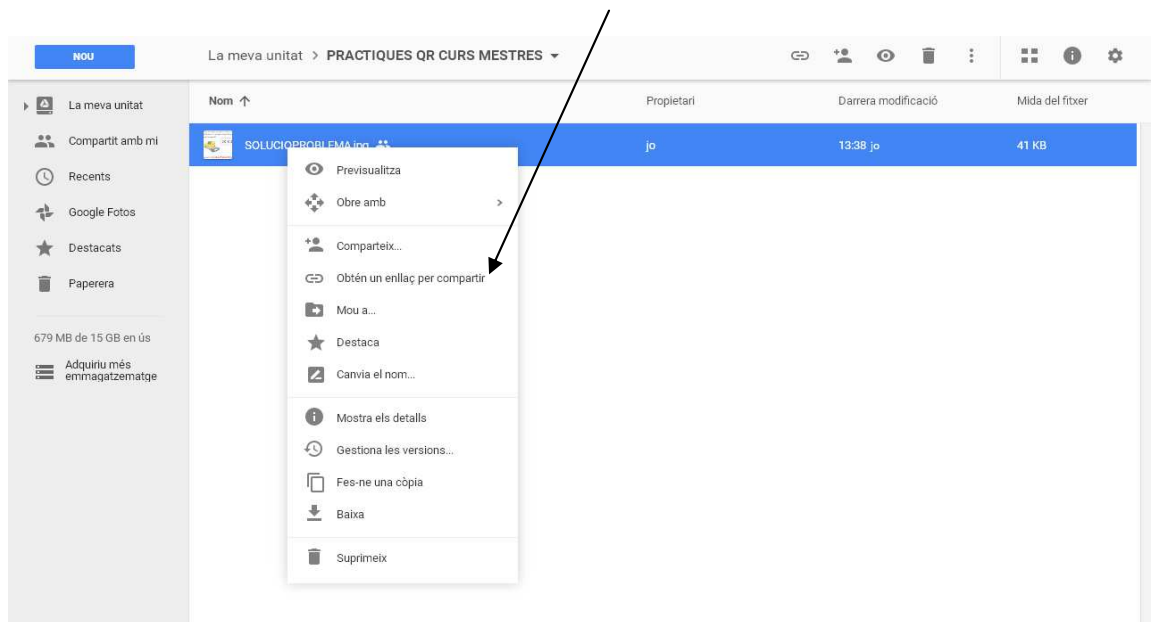 NOU
La meva unitat > PRACTIQUES QR CURS MESTRES
La meva unitat
Compartit amb mi
Recents
Google Fotos
Destacats
Paperera
679 MB de 15 GB en ús
Adquiriu més
emmagatzematge
Nom Propietari Darrera modificació Mida del fitxer
SOLUCIOPROBLEMA.jpg jo 13:38 jo 41 KB
Previsualitza
Obre amb
Comparteix...
Obtén un enllaç per compartir
Mou a...
Destaca
Canvia el nom...
Mostra els detalls
Gestiona les versions...
Fes-ne una còpia
Baixa
Suprimeix